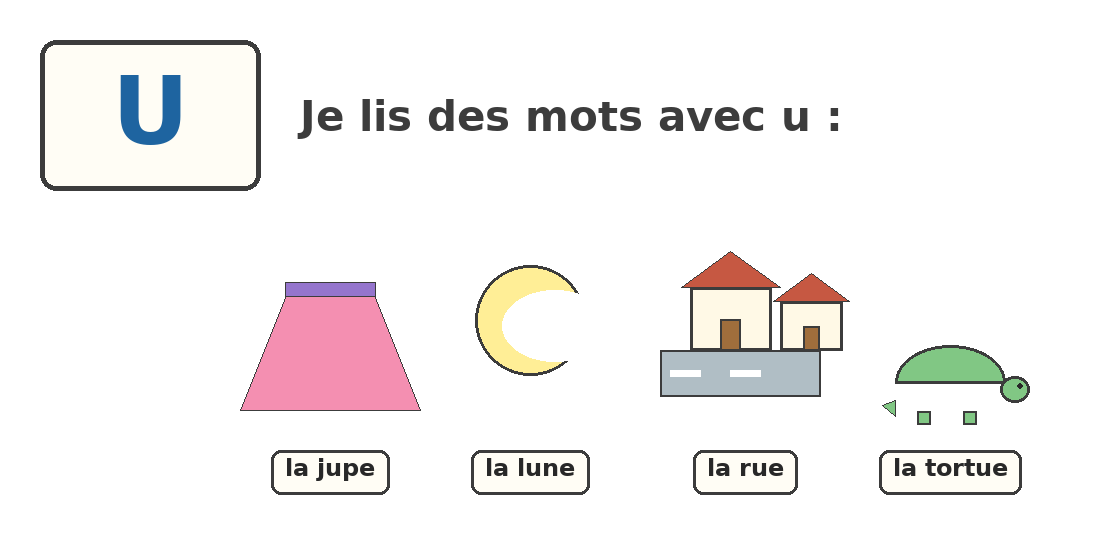 U
Je lis des mots avec u :
la jupe
la lune
la rue
la tortue